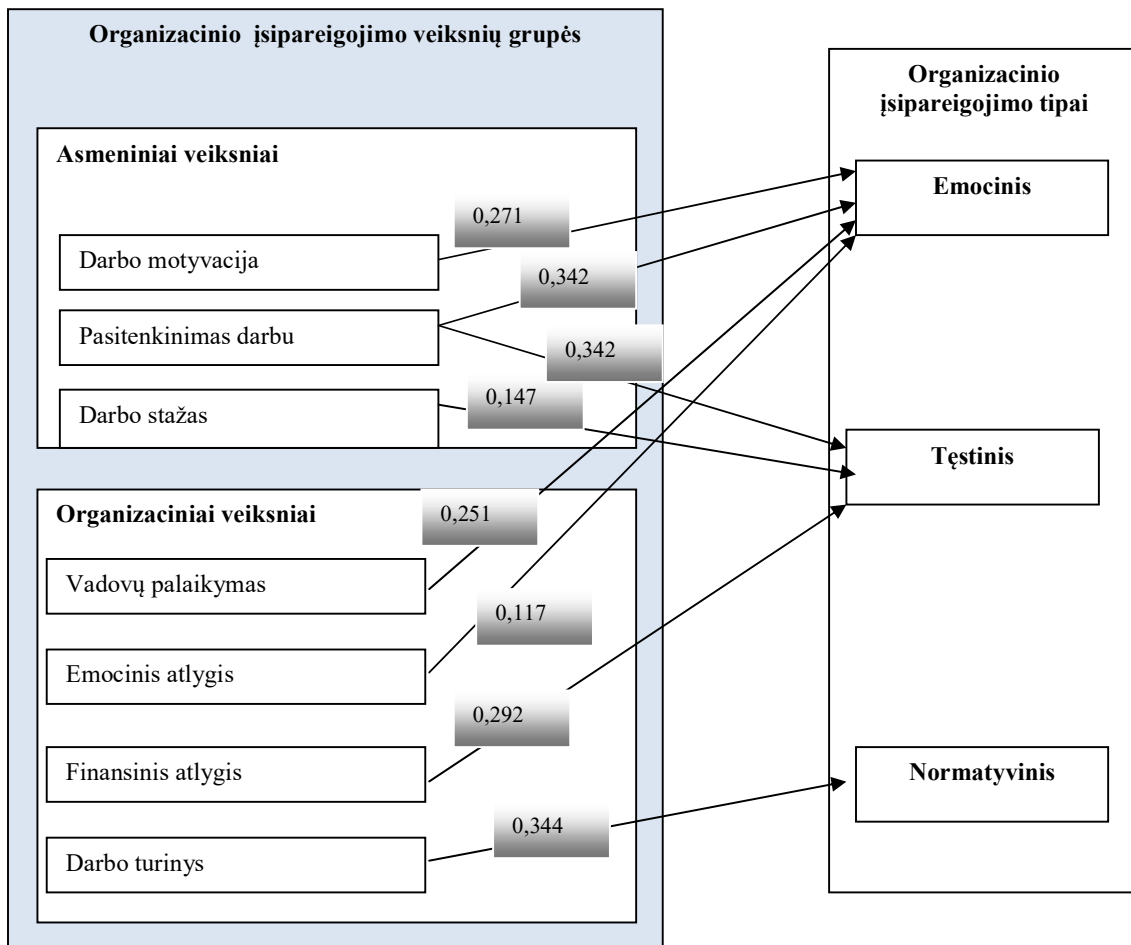 Organizacinio įsipareigojimo veiksnių grupės
Organizacinio
įsipareigojimo tipai
Asmeniniai veiksniai
Emocinis
0,271
Darbo motyvacija
0,342
Pasitenkinimas darbu
0,342
0,147
Darbo stažas
Tęstinis
Organizaciniai veiksniai
0,251
Vadovų palaikymas
0,117
Emocinis atlygis
0,292
Finansinis atlygis
Normatyvinis
0,344
Darbo turinys